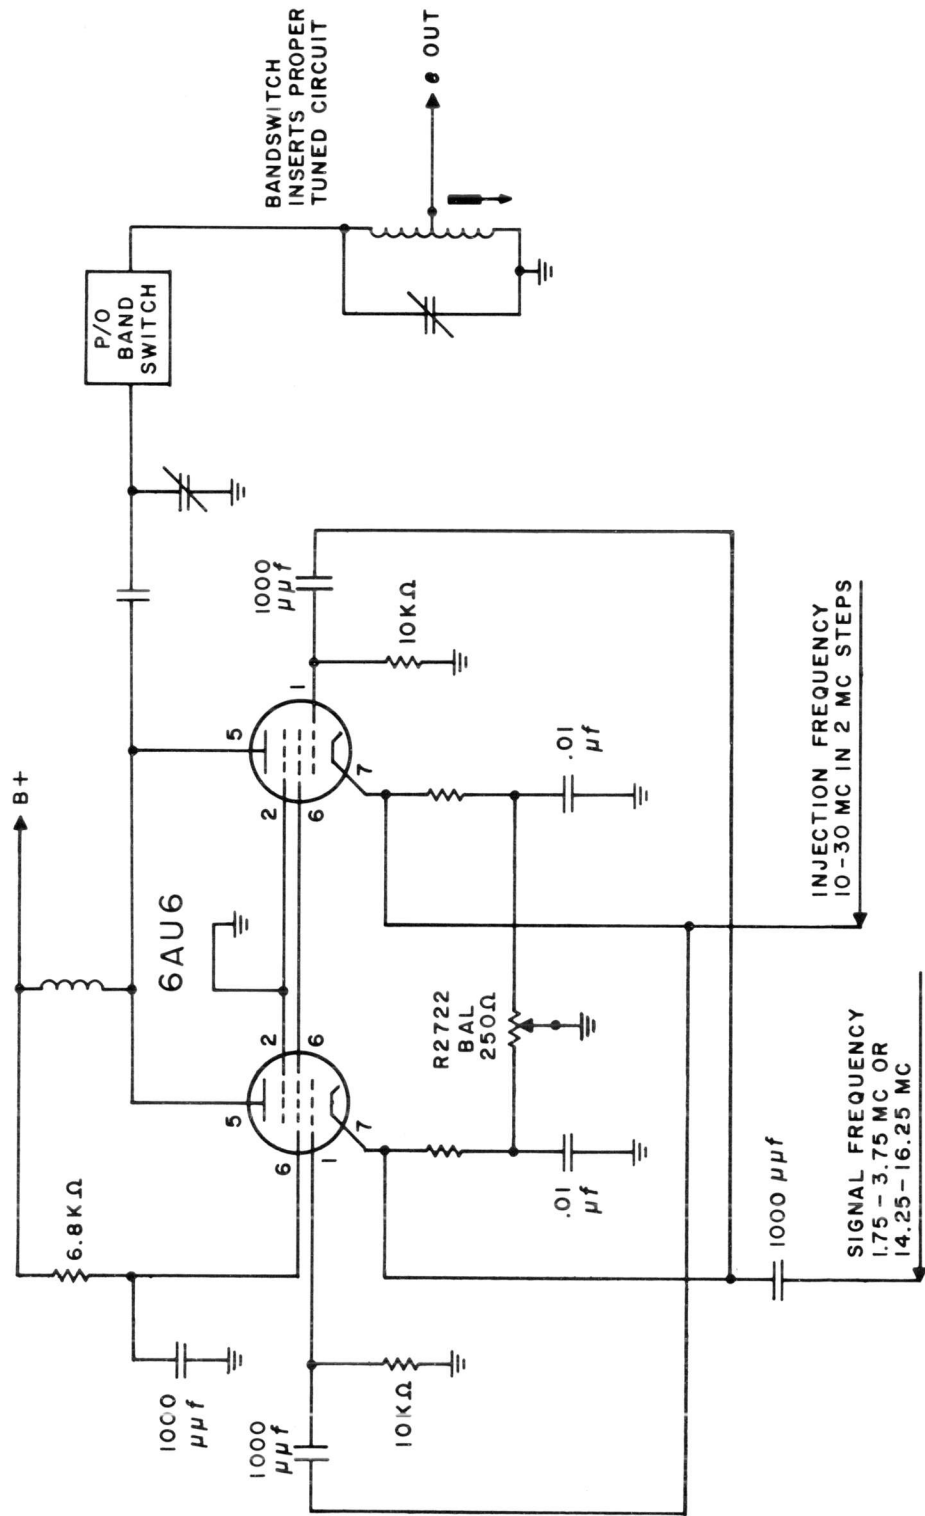 B+
6.8KΩ
1000
μμf
6AU6
5
2
6
6
1
7
5
2
6
1
7
1000
μμf
10KΩ
1000
μμf
10KΩ
R2722
BAL
250Ω
.01
μf
.01
μf
1000 μμf
SIGNAL FREQUENCY
1.75 – 3.75 MC OR
14.25 – 16.25 MC
INJECTION FREQUENCY
10 – 30 MC IN 2 MC STEPS
P/O
BAND
SWITCH
BANDSWITCH
INSERTS PROPER
TUNED CIRCUIT
e OUT